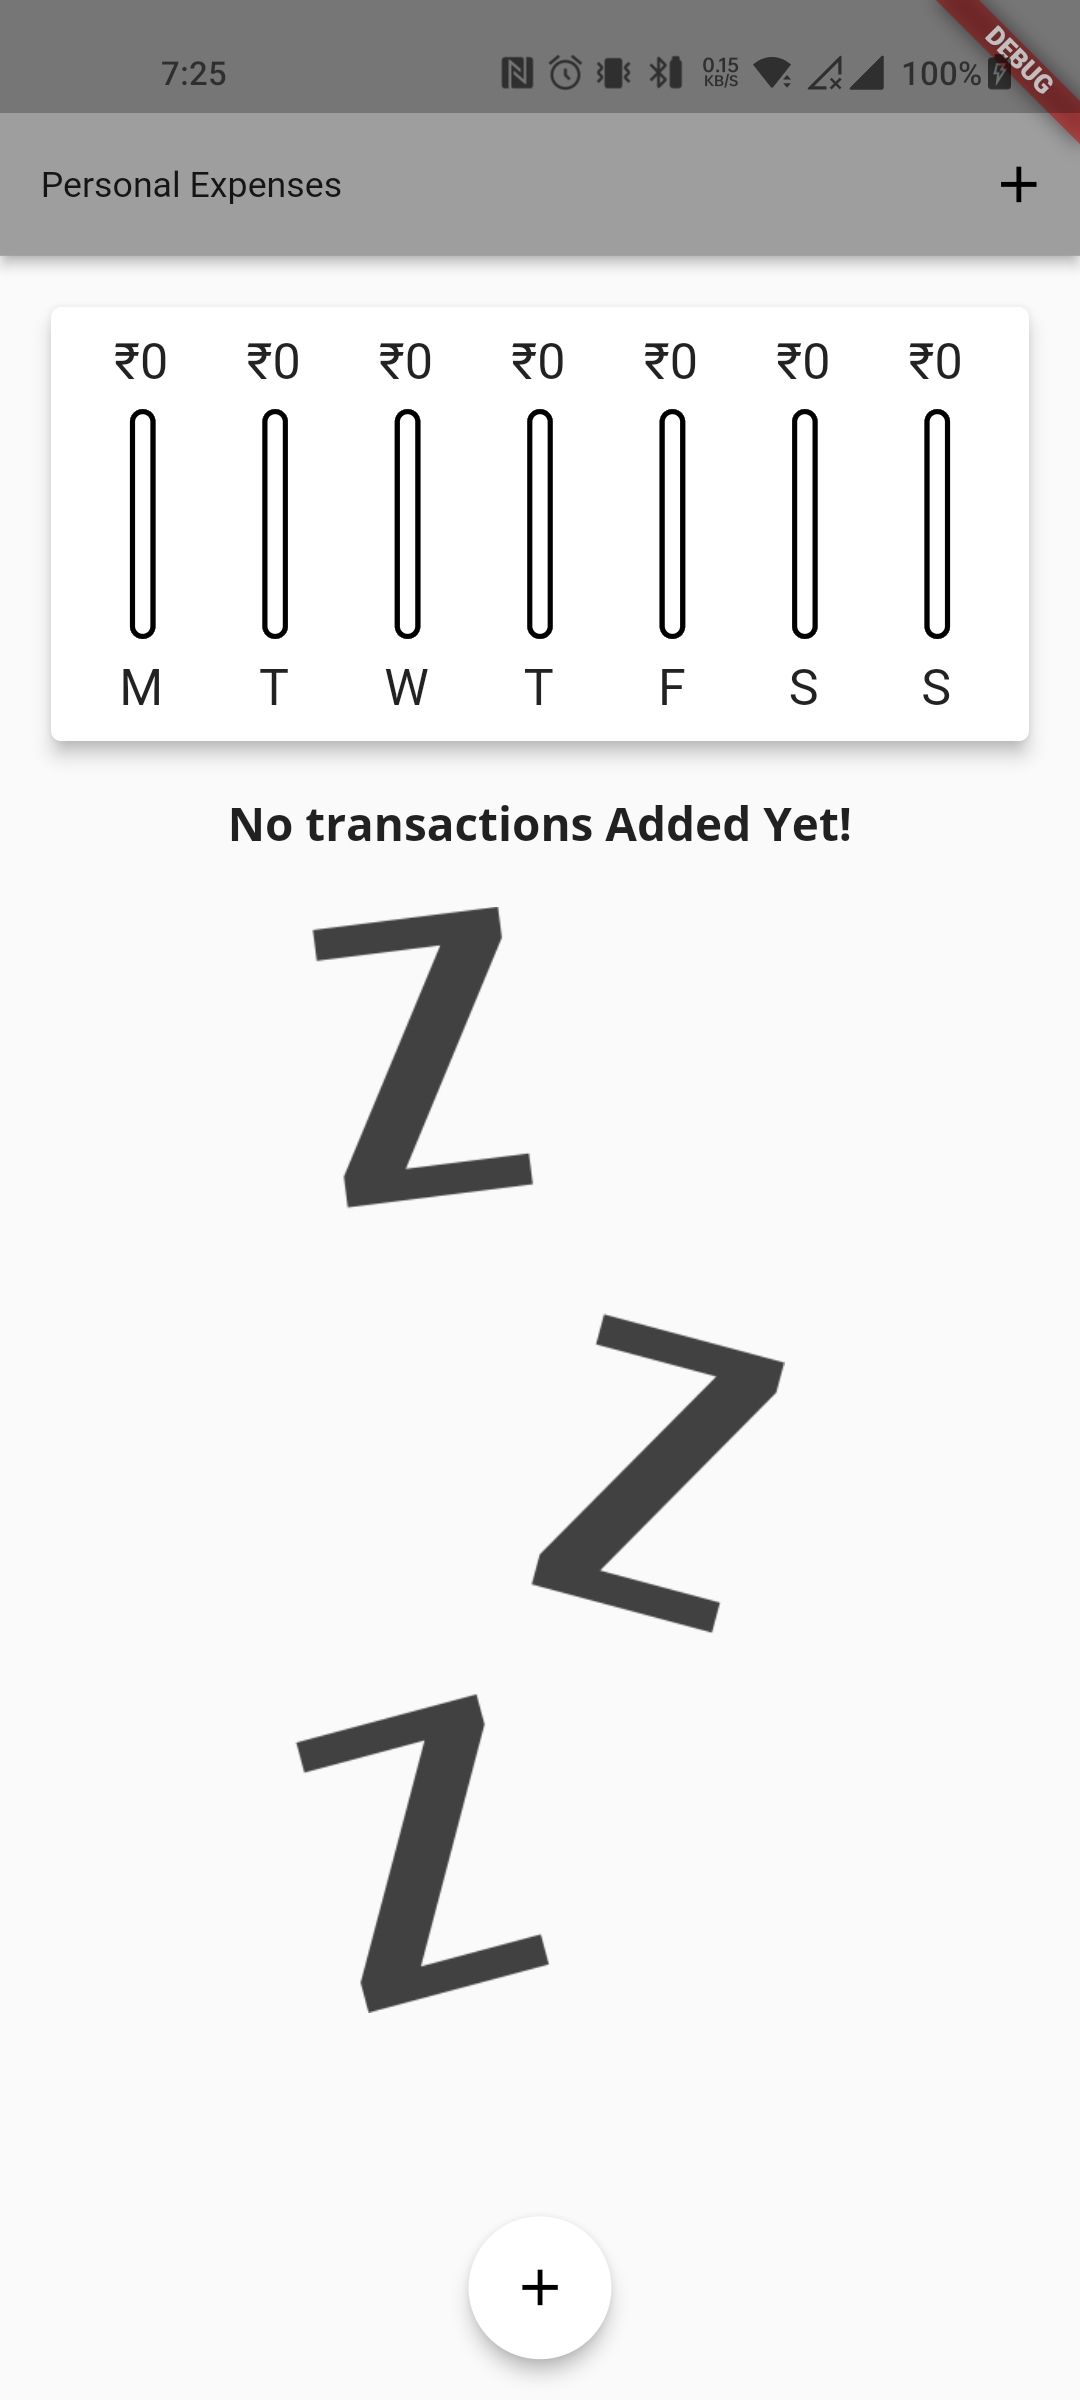 7:25 0.15 KB/S 100%
DEBUG
Personal Expenses
₹0 ₹0 ₹0 ₹0 ₹0 ₹0 ₹0
M T W T F S S
No transactions Added Yet!
Z
Z
Z